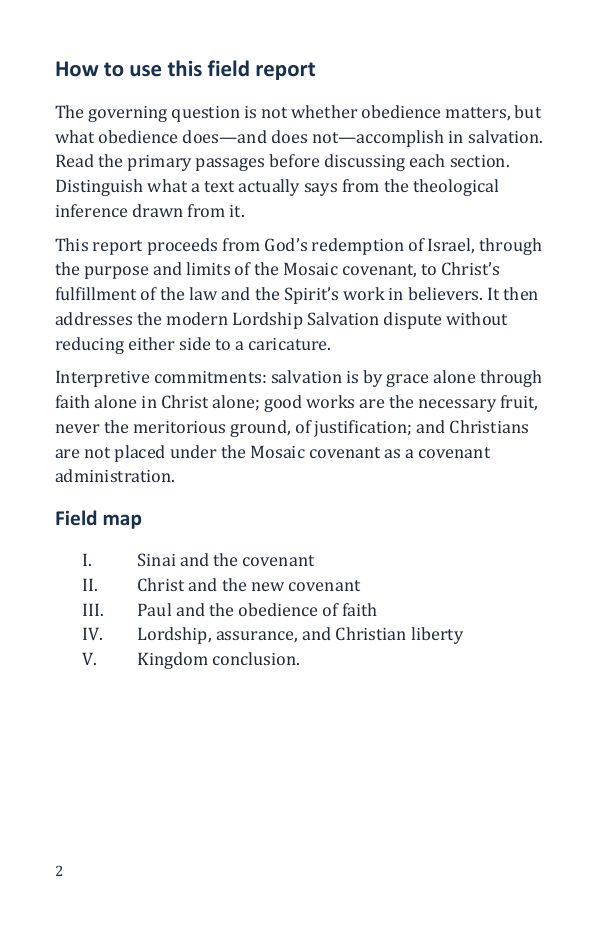 How to use this field report
The governing question is not whether obedience matters, but
what obedience does—and does not—accomplish in salvation.
Read the primary passages before discussing each section.
Distinguish what a text actually says from the theological
inference drawn from it.
This report proceeds from God’s redemption of Israel, through
the purpose and limits of the Mosaic covenant, to Christ’s
fulfillment of the law and the Spirit’s work in believers. It then
addresses the modern Lordship Salvation dispute without
reducing either side to a caricature.
Interpretive commitments: salvation is by grace alone through
faith alone in Christ alone; good works are the necessary fruit,
never the meritorious ground, of justification; and Christians
are not placed under the Mosaic covenant as a covenant
administration.
Field map
I. Sinai and the covenant
II. Christ and the new covenant
III. Paul and the obedience of faith
IV. Lordship, assurance, and Christian liberty
V. Kingdom conclusion.
2